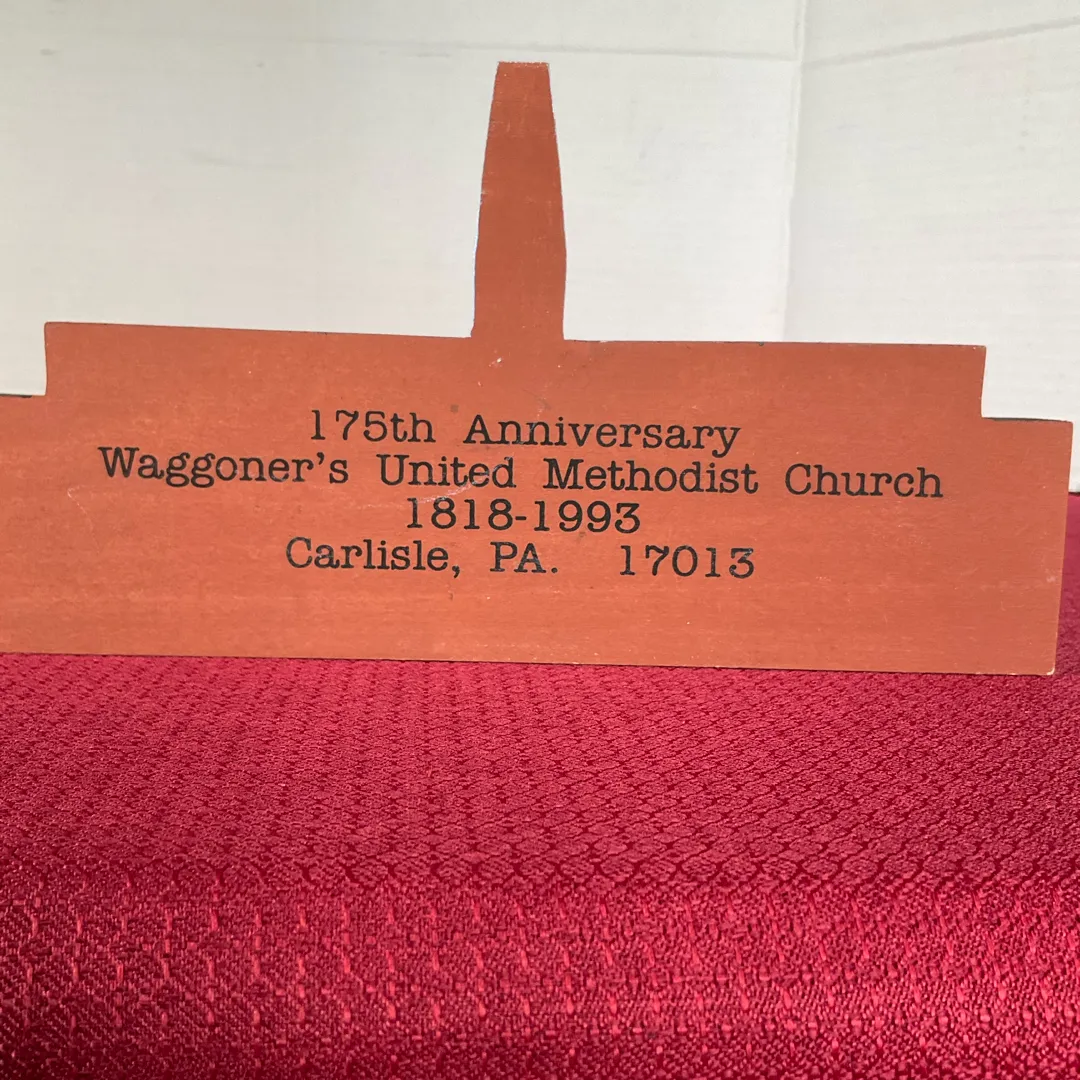 175th Anniversary
Waggoner's United Methodist Church
1818-1993
Carlisle, PA. 17013